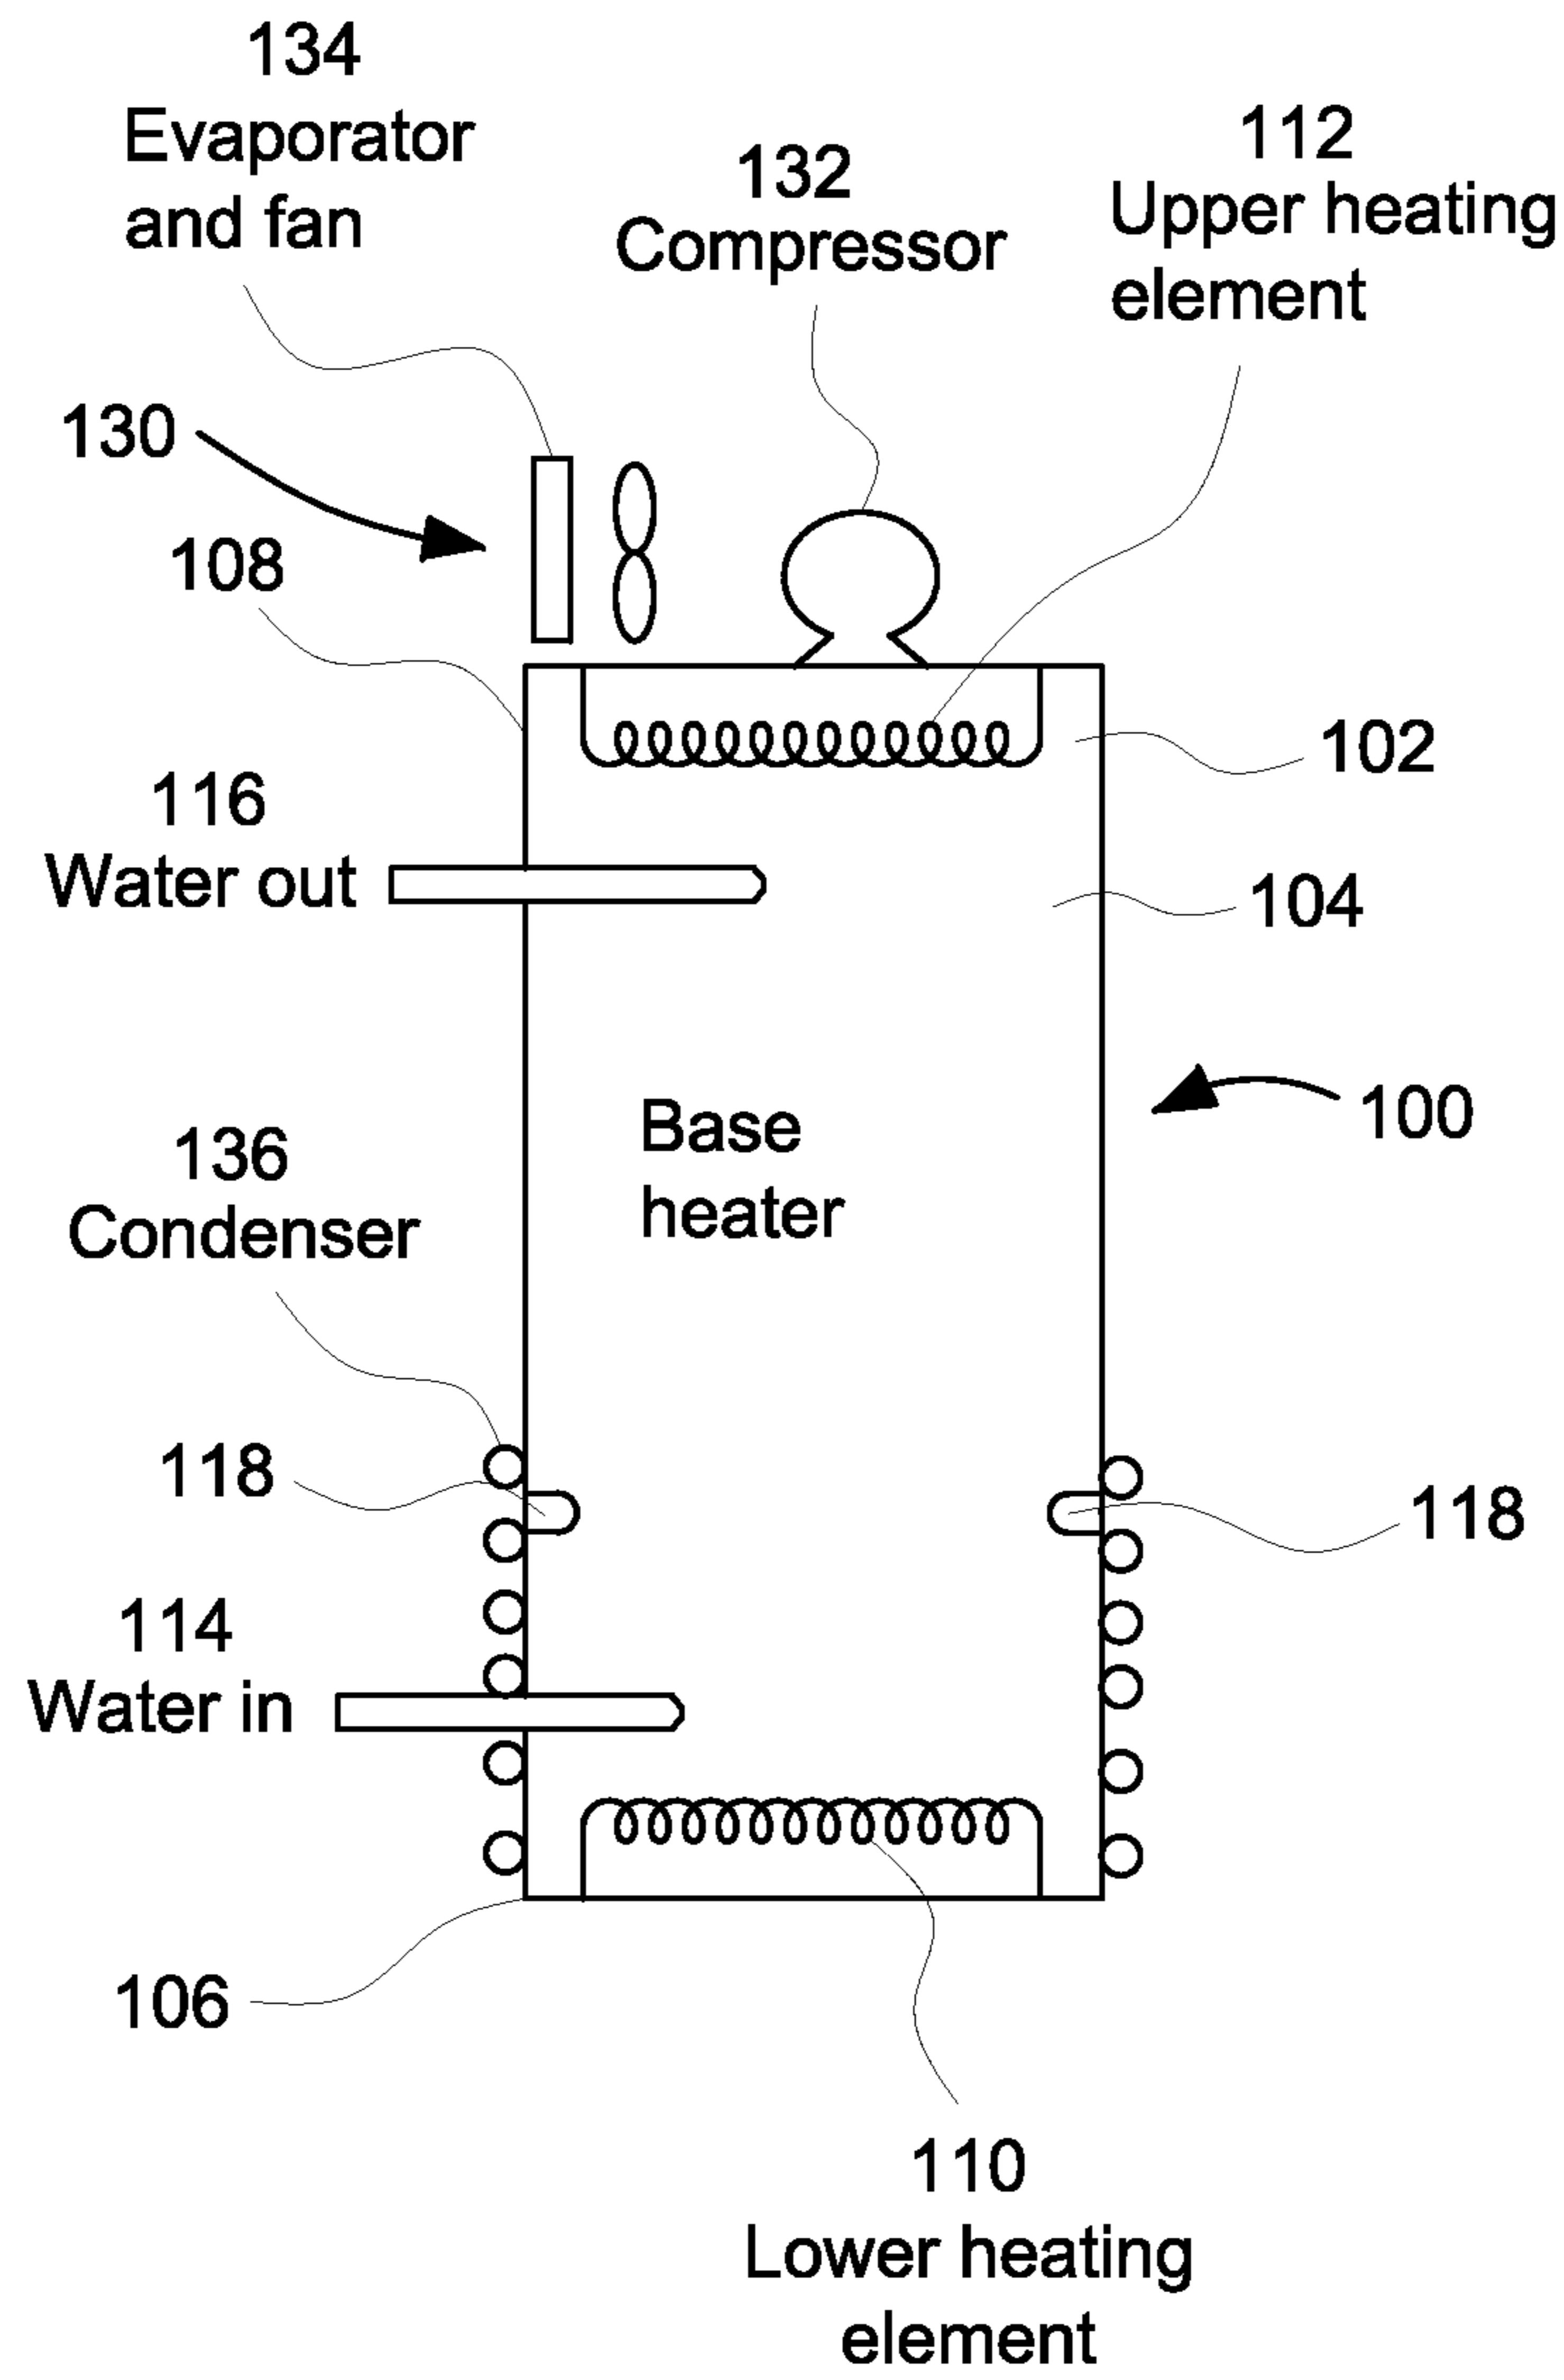 134
Evaporator
and fan
132
Compressor
112
Upper heating
element
130
108
102
116
Water out
104
100
Base
heater
136
Condenser
118
118
114
Water in
106
110
Lower heating
element